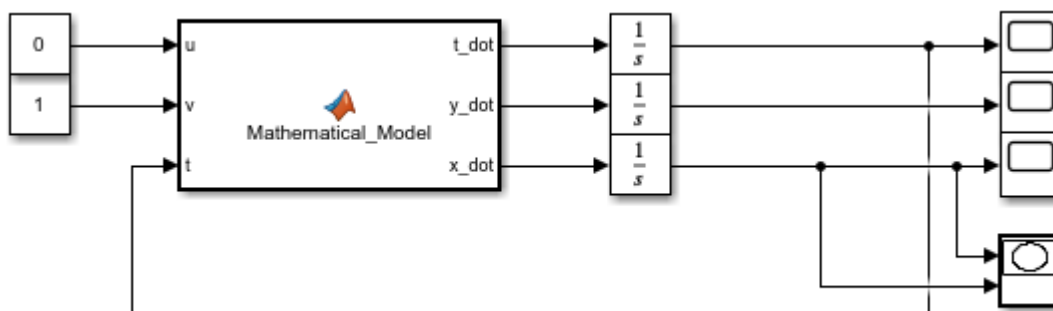 0
u
t_dot
1
s
1
v
y_dot
1
s
Mathematical_Model
t
x_dot
1
s